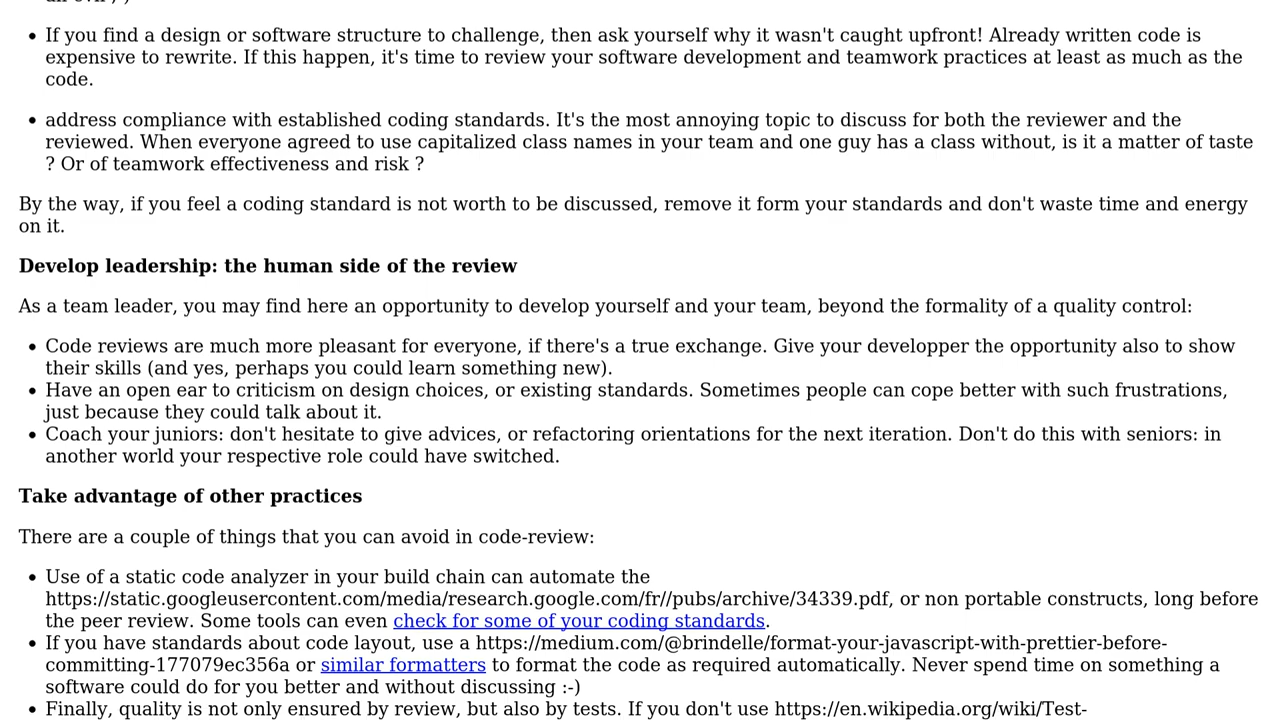 If you find a design or software structure to challenge, then ask yourself why it wasn't caught upfront! Already written code is
expensive to rewrite. If this happen, it's time to review your software development and teamwork practices at least as much as the
code.
address compliance with established coding standards. It's the most annoying topic to discuss for both the reviewer and the
reviewed. When everyone agreed to use capitalized class names in your team and one guy has a class without, is it a matter of taste
? Or of teamwork effectiveness and risk ?
By the way, if you feel a coding standard is not worth to be discussed, remove it form your standards and don't waste time and energy
on it.
Develop leadership: the human side of the review
As a team leader, you may find here an opportunity to develop yourself and your team, beyond the formality of a quality control:
Code reviews are much more pleasant for everyone, if there's a true exchange. Give your developper the opportunity also to show
their skills (and yes, perhaps you could learn something new).
Have an open ear to criticism on design choices, or existing standards. Sometimes people can cope better with such frustrations,
just because they could talk about it.
Coach your juniors: don't hesitate to give advices, or refactoring orientations for the next iteration. Don't do this with seniors: in
another world your respective role could have switched.
Take advantage of other practices
There are a couple of things that you can avoid in code-review:
Use of a static code analyzer in your build chain can automate the
https://static.googleusercontent.com/media/research.google.com/fr//pubs/archive/34339.pdf, or non portable constructs, long before
the peer review. Some tools can even check for some of your coding standards.
If you have standards about code layout, use a https://medium.com/@brindelle/format-your-javascript-with-prettier-before-
committing-177079ec356a or similar formatters to format the code as required automatically. Never spend time on something a
software could do for you better and without discussing :-)
Finally, quality is not only ensured by review, but also by tests. If you don't use https://en.wikipedia.org/wiki/Test-